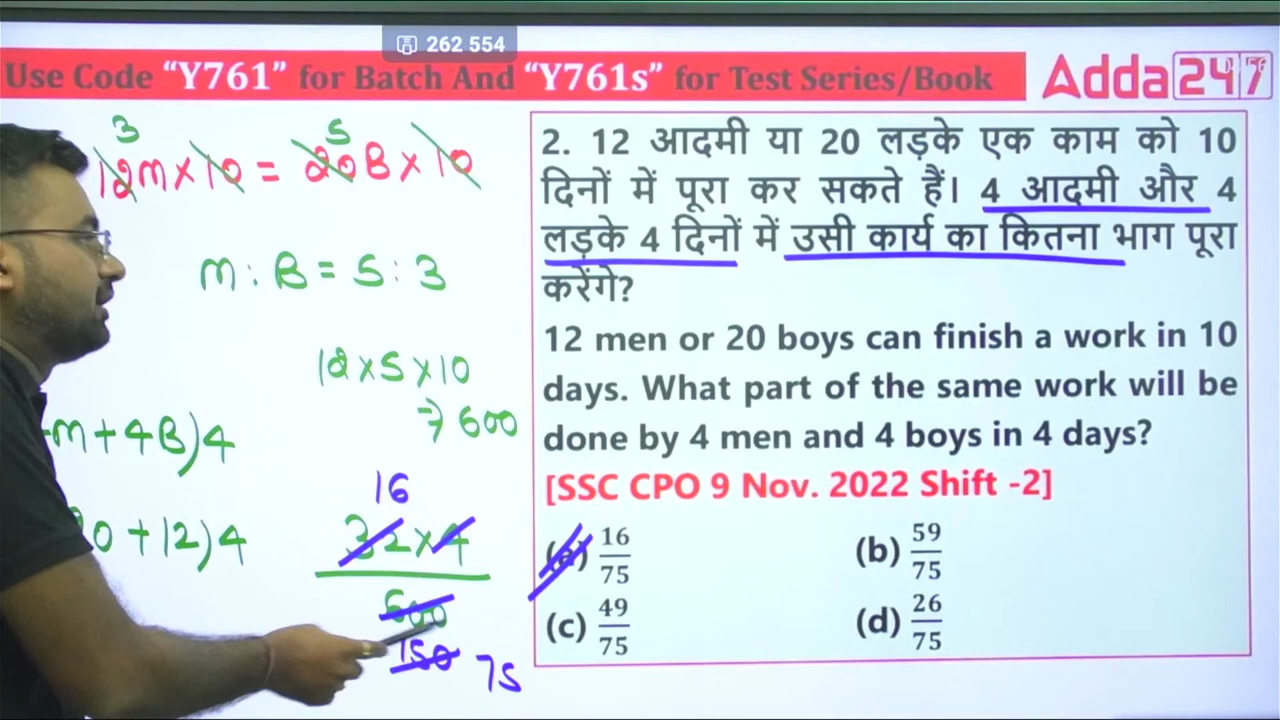 262 554
Use Code “Y761” for Batch And “Y761s” for Test Series/Book
Adda247
3
5
12m×10 = 20B×10
m : B = 5 : 3
12×5×10
⇒ 600
m+4B)4
0+12)4
16
32×4
600
150
75
2. 12 आदमी या 20 लड़के एक काम को 10
दिनों में पूरा कर सकते हैं। 4 आदमी और 4
लड़के 4 दिनों में उसी कार्य का कितना भाग पूरा
करेंगे?
12 men or 20 boys can finish a work in 10
days. What part of the same work will be
done by 4 men and 4 boys in 4 days?
[SSC CPO 9 Nov. 2022 Shift -2]
(a) 16/75
(b) 59/75
(c) 49/75
(d) 26/75